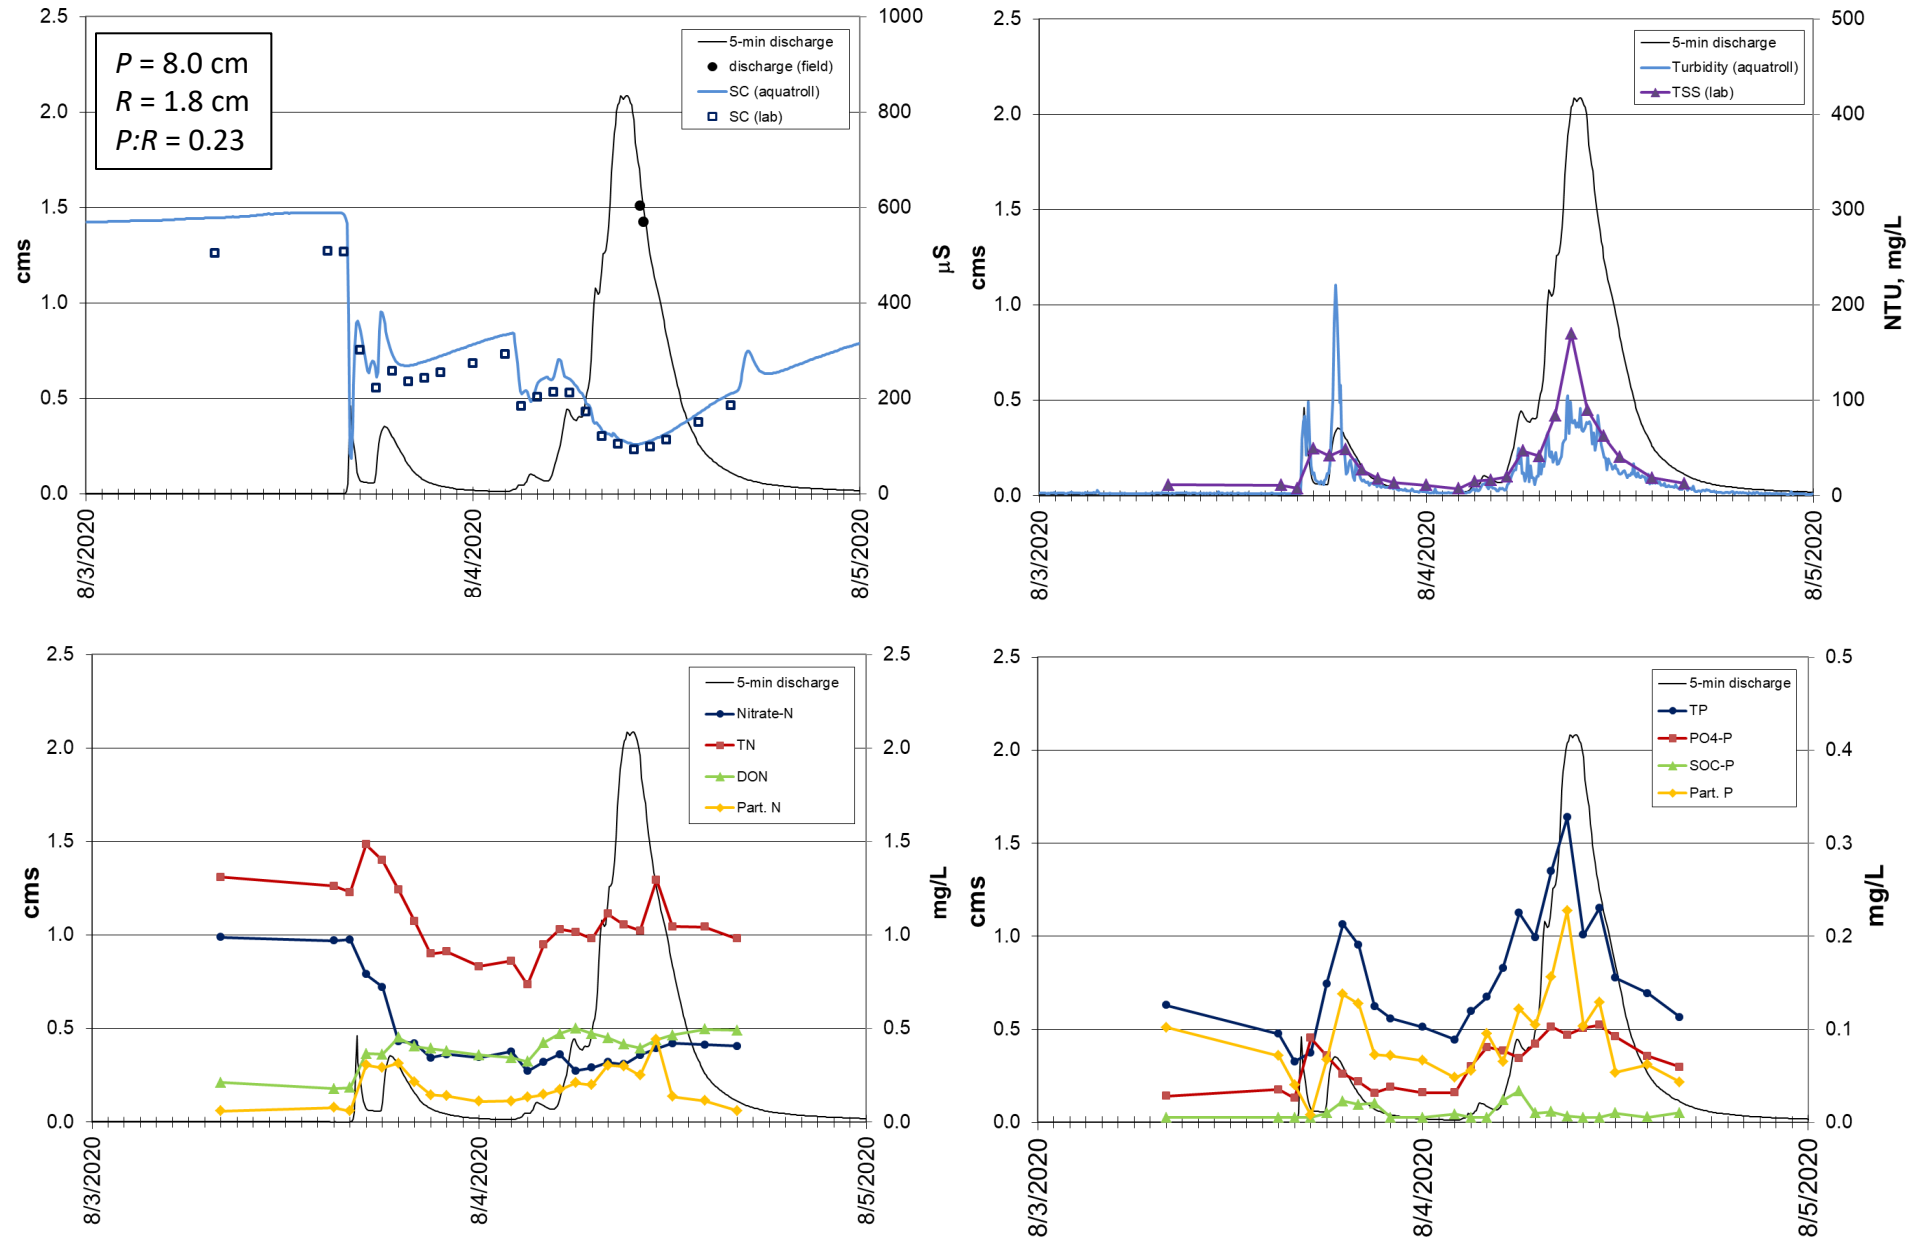 2.5
2.0
1.5
1.0
0.5
0.0
cms
P = 8.0 cm
R = 1.8 cm
P:R = 0.23
5-min discharge
discharge (field)
SC (aquatroll)
SC (lab)
1000
800
600
400
200
0
μS
8/3/2020
8/4/2020
8/5/2020
2.5
2.0
1.5
1.0
0.5
0.0
cms
5-min discharge
Turbidity (aquatroll)
TSS (lab)
500
400
300
200
100
0
NTU, mg/L
8/3/2020
8/4/2020
8/5/2020
2.5
2.0
1.5
1.0
0.5
0.0
cms
5-min discharge
Nitrate-N
TN
DON
Part. N
2.5
2.0
1.5
1.0
0.5
0.0
mg/L
8/3/2020
8/4/2020
8/5/2020
2.5
2.0
1.5
1.0
0.5
0.0
cms
5-min discharge
TP
PO4-P
SOC-P
Part. P
0.5
0.4
0.3
0.2
0.1
0.0
mg/L
8/3/2020
8/4/2020
8/5/2020